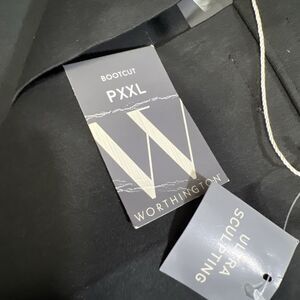 BOOTCUT
PXXL
W
WORTHINGTON
ULTRA
SCULPTING